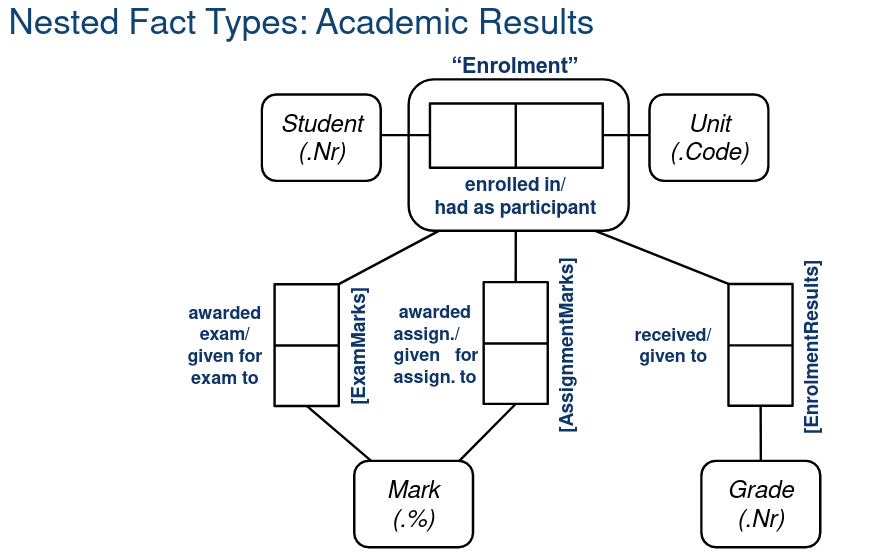 Nested Fact Types: Academic Results
“Enrolment”
Student
(.Nr)
Unit
(.Code)
enrolled in/
had as participant
awarded
exam/
given for
exam to
[ExamMarks]
awarded
assign./
given for
assign. to
[AssignmentMarks]
received/
given to
[EnrolmentResults]
Mark
(.%)
Grade
(.Nr)